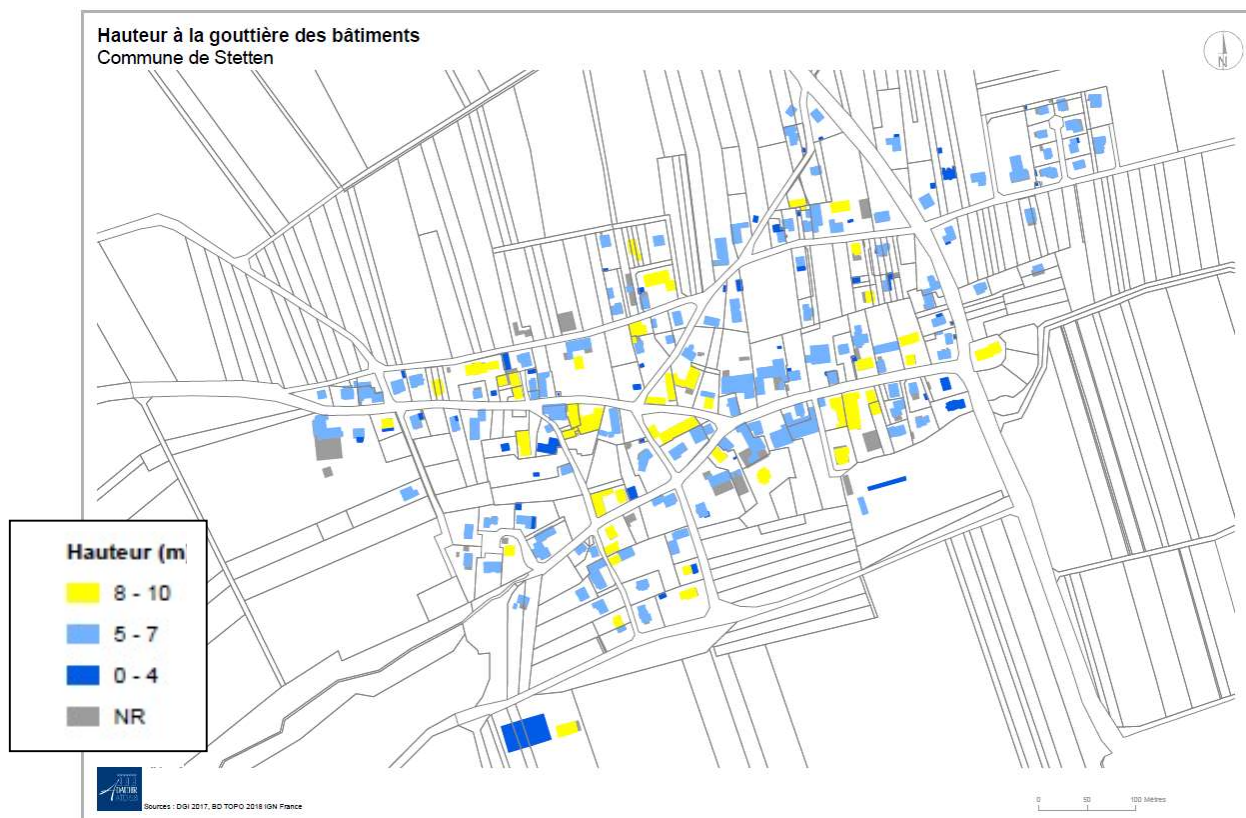 Hauteur à la gouttière des bâtiments
Commune de Stetten
N
Hauteur (m
8 - 10
5 - 7
0 - 4
NR
Sources : DGI 2017, BD TOPO 2018 IGN France
0 50 100 Mètres